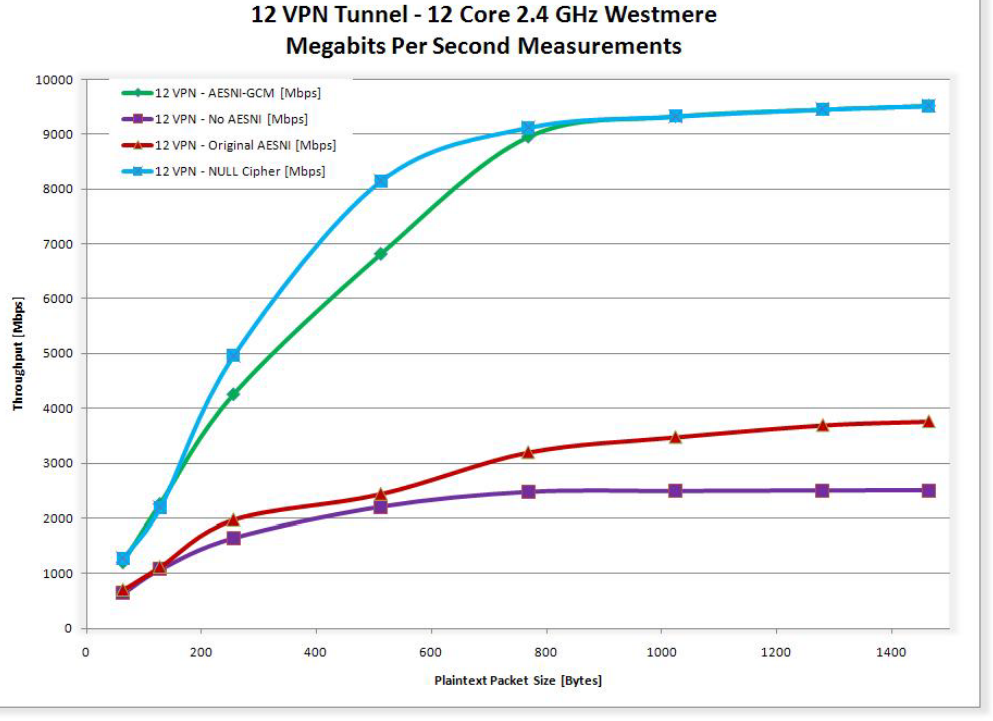 12 VPN Tunnel - 12 Core 2.4 GHz Westmere
Megabits Per Second Measurements
12 VPN - AESNI-GCM [Mbps]
12 VPN - No AESNI [Mbps]
12 VPN - Original AESNI [Mbps]
12 VPN - NULL Cipher [Mbps]
Throughput [Mbps]
10000
9000
8000
7000
6000
5000
4000
3000
2000
1000
0
0 200 400 600 800 1000 1200 1400
Plaintext Packet Size [Bytes]